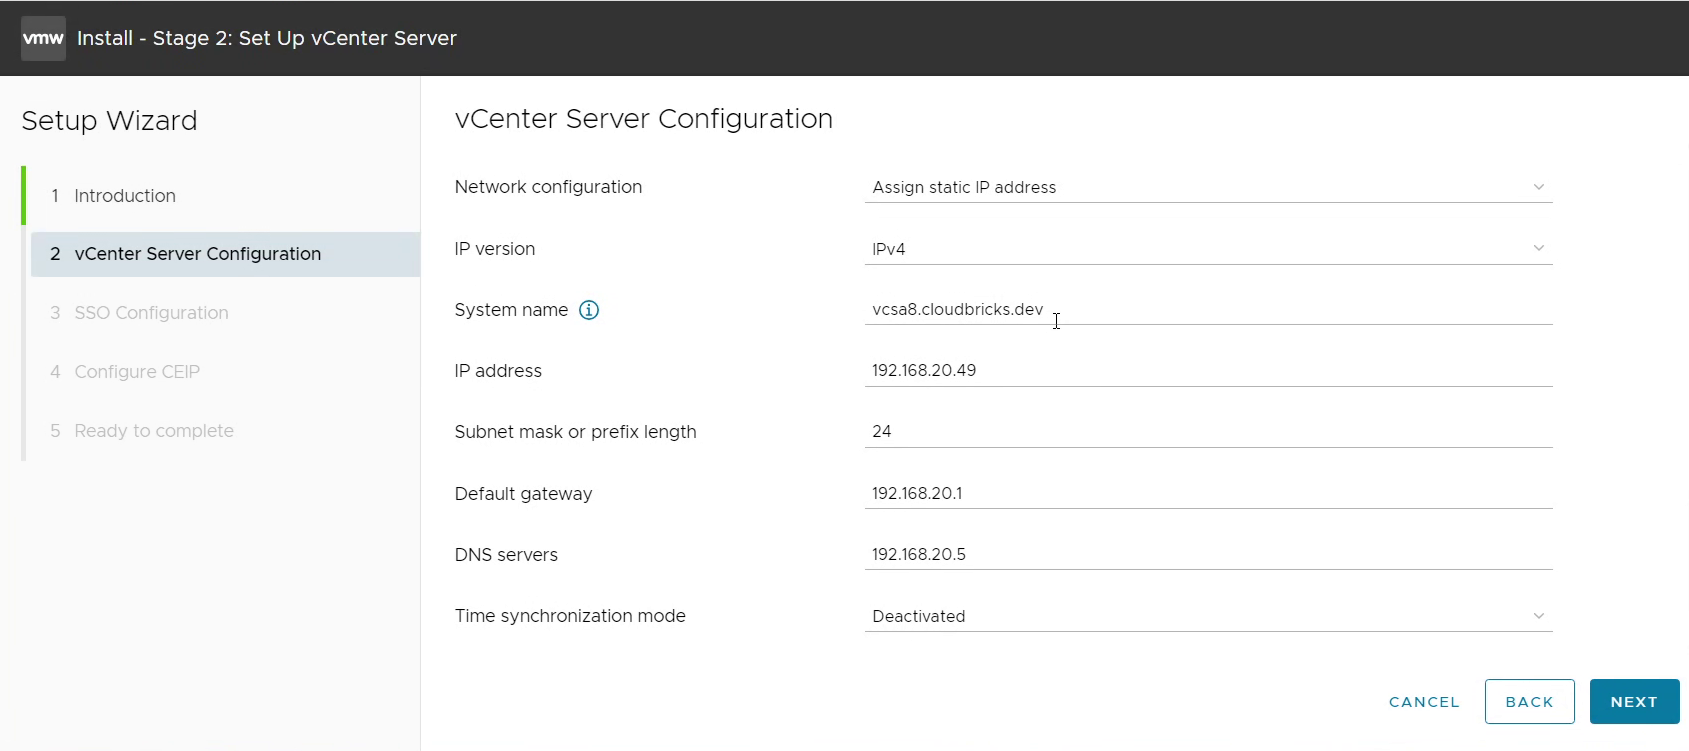 vmw Install - Stage 2: Set Up vCenter Server
Setup Wizard
1 Introduction
2 vCenter Server Configuration
3 SSO Configuration
4 Configure CEIP
5 Ready to complete
vCenter Server Configuration
Network configuration Assign static IP address
IP version IPv4
System name vcsa8.cloudbricks.dev
IP address 192.168.20.49
Subnet mask or prefix length 24
Default gateway 192.168.20.1
DNS servers 192.168.20.5
Time synchronization mode Deactivated
CANCEL BACK NEXT